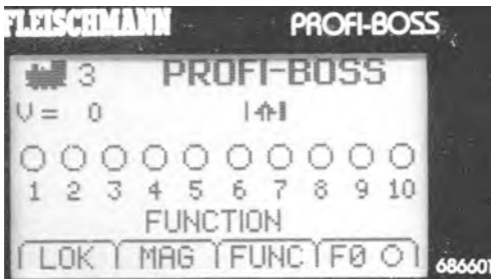 FLEISCHMANN PROFI-BOSS
3 PROFI-BOSS
V= 0
1 2 3 4 5 6 7 8 9 10
FUNCTION
LOK MAG FUNC F0
686601